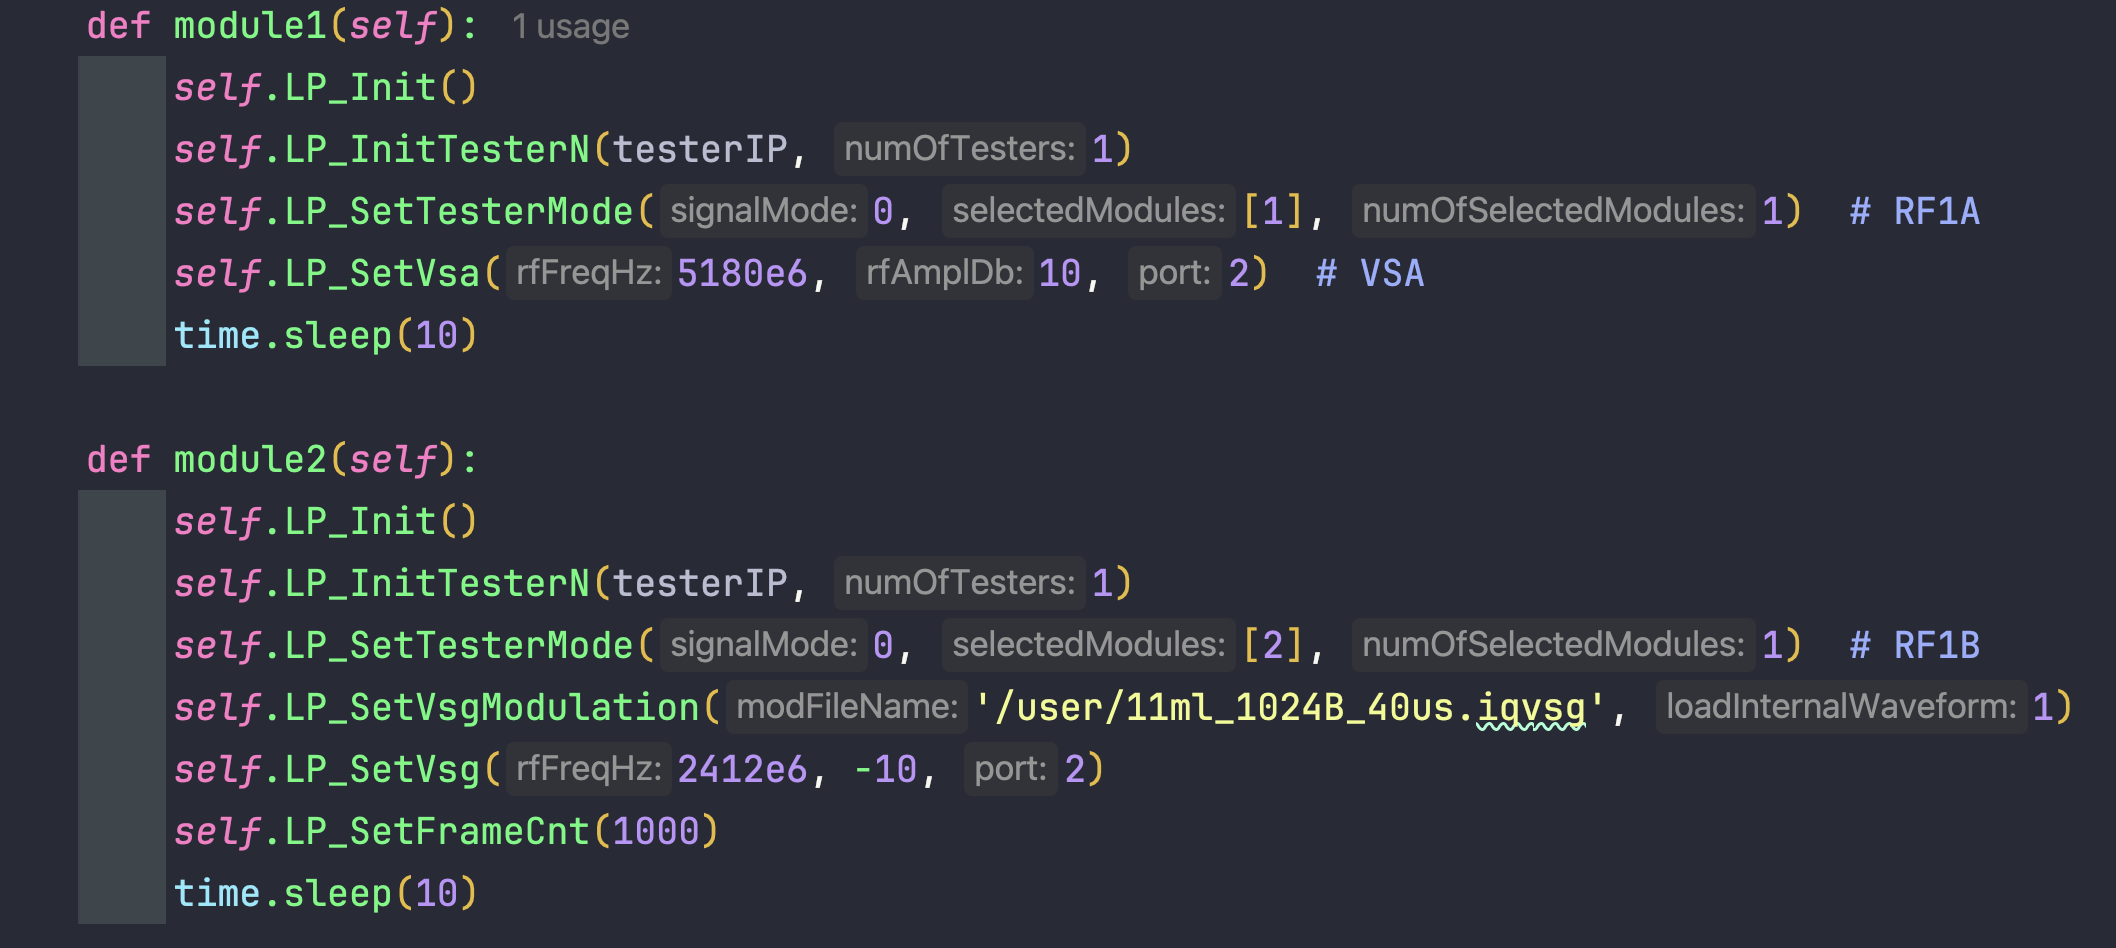 def module1(self): 1 usage
self.LP_Init()
self.LP_InitTesterN(testerIP, numOfTesters: 1)
self.LP_SetTesterMode( signalMode: 0, selectedModules: [1], numOfSelectedModules: 1) # RF1A
self.LP_SetVsa( rfFreqHz: 5180e6, rfAmplDb: 10, port: 2) # VSA
time.sleep(10)
def module2(self):
self.LP_Init()
self.LP_InitTesterN(testerIP, numOfTesters: 1)
self.LP_SetTesterMode( signalMode: 0, selectedModules: [2], numOfSelectedModules: 1) # RF1B
self.LP_SetVsgModulation( modFileName: '/user/11ml_1024B_40us.iqvsg', loadInternalWaveform: 1)
self.LP_SetVsg( rfFreqHz: 2412e6, -10, port: 2)
self.LP_SetFrameCnt(1000)
time.sleep(10)